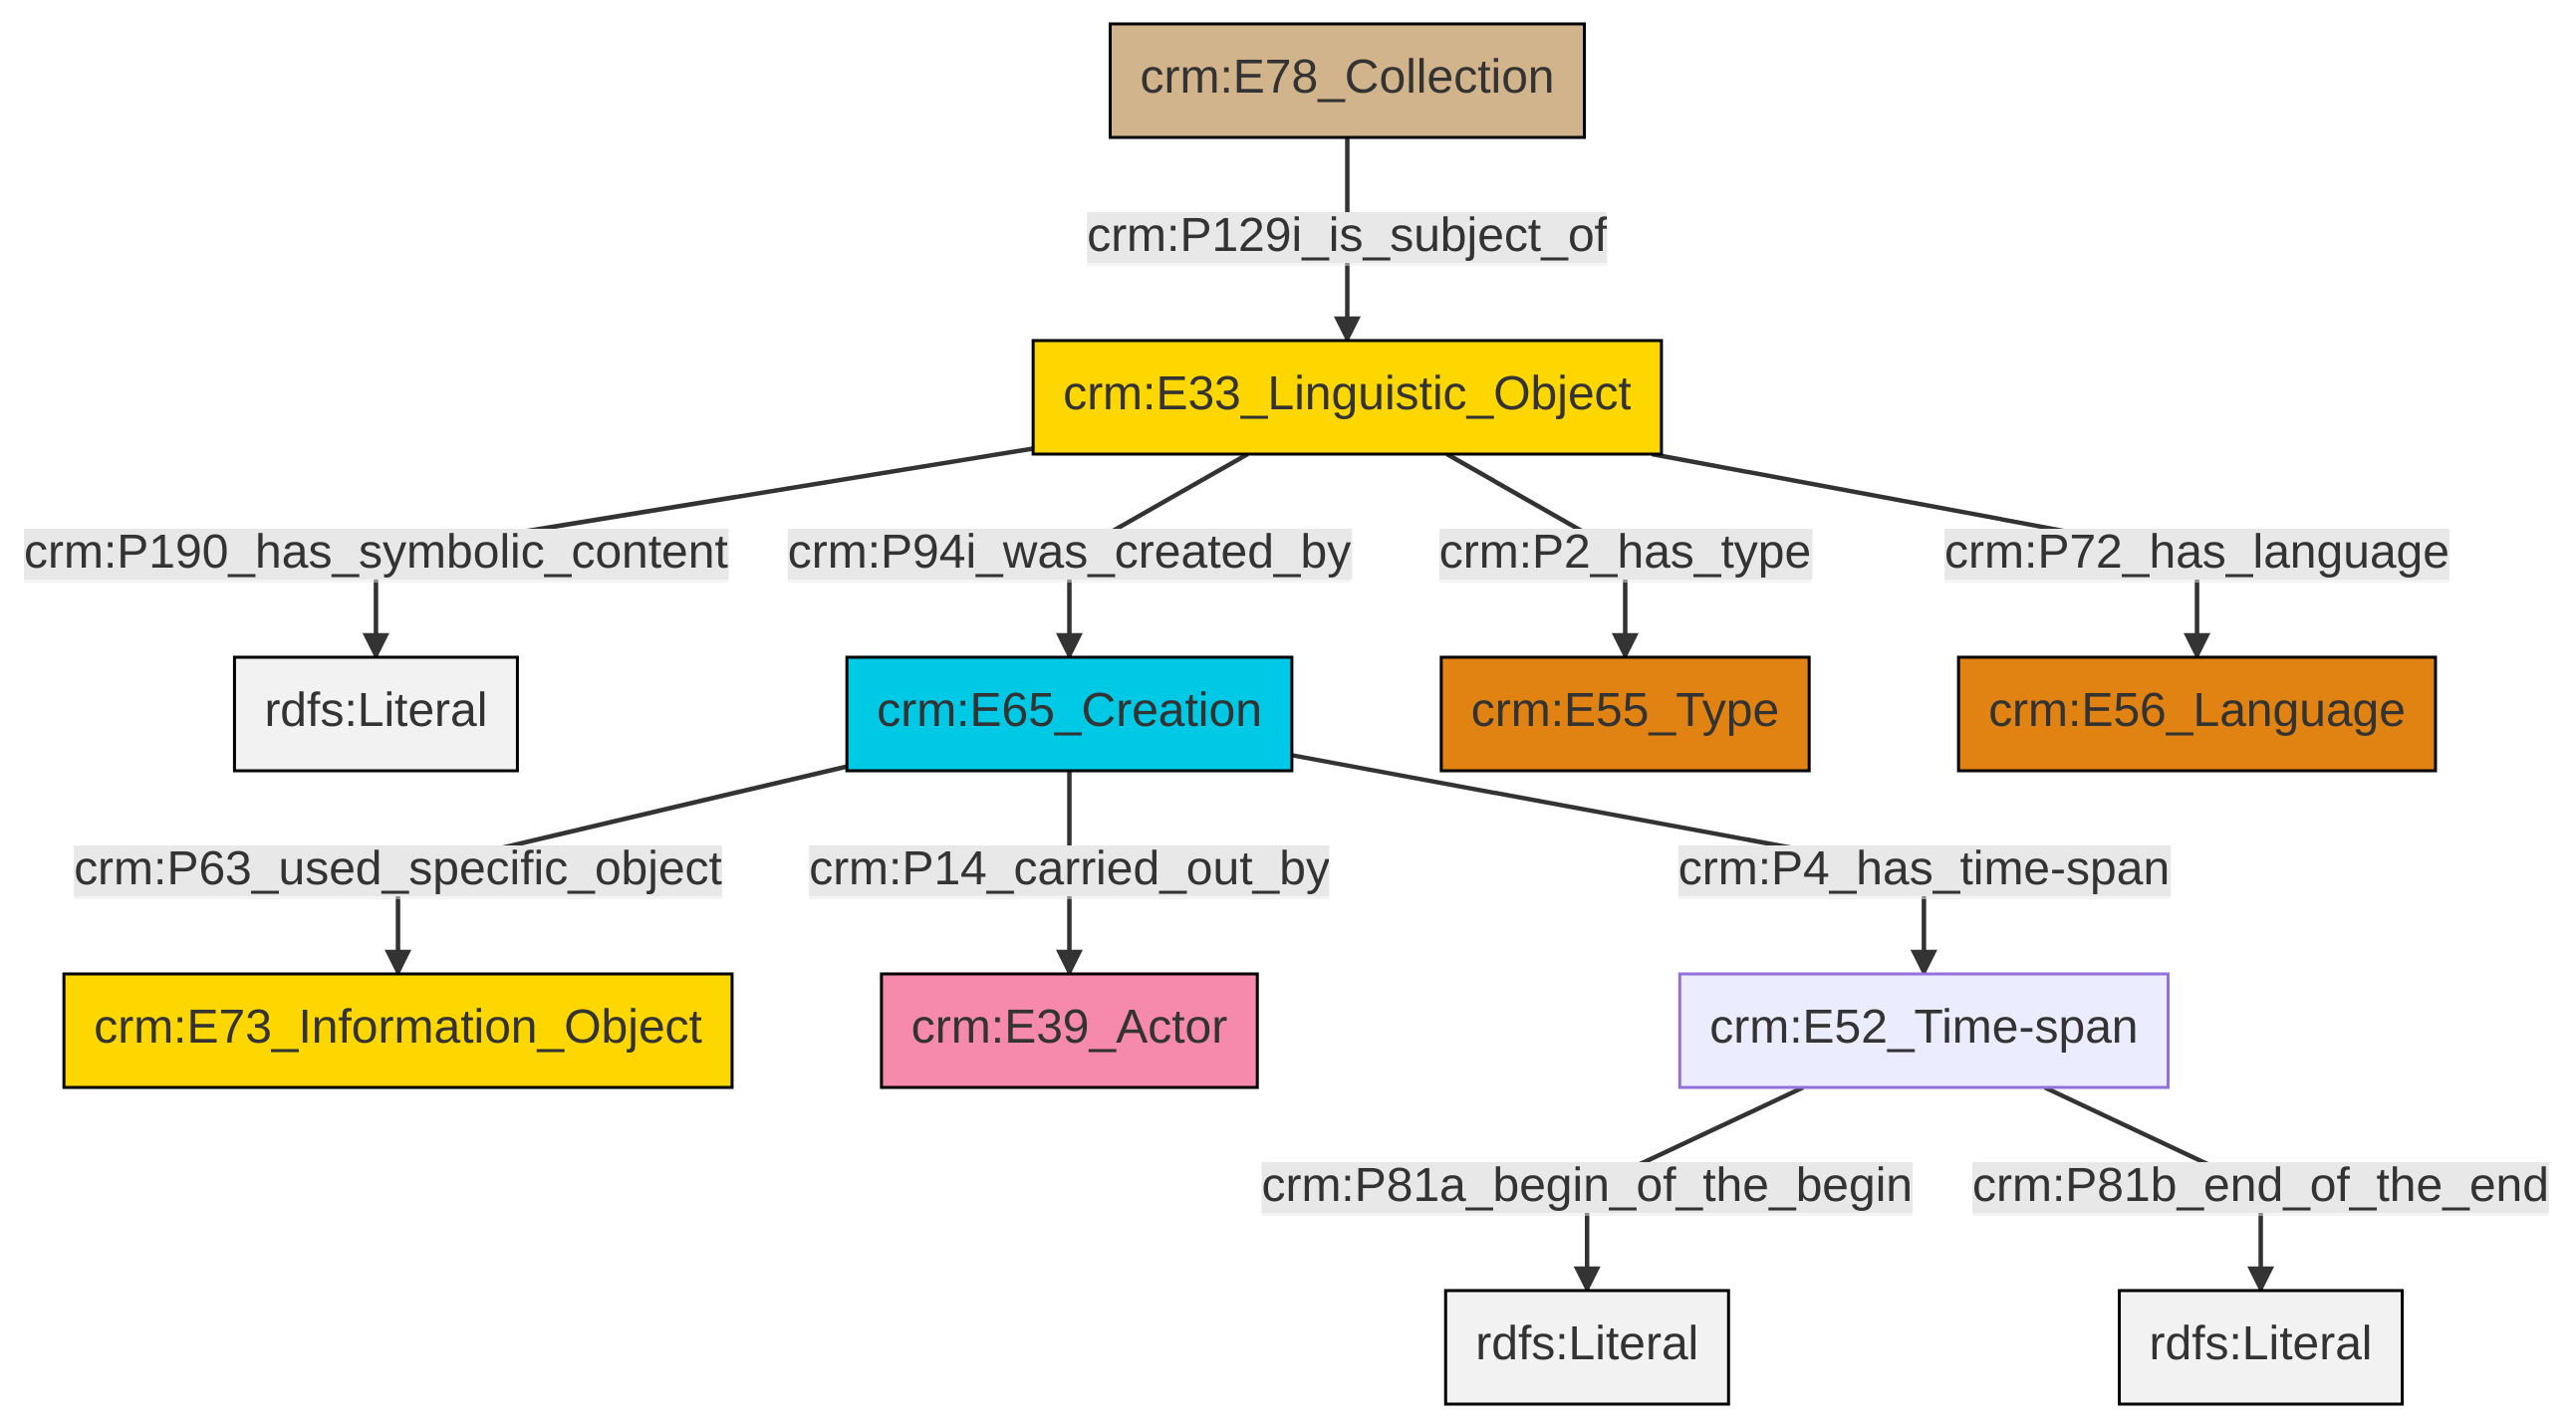 crm:E78_Collection
crm:P129i_is_subject_of
crm:E33_Linguistic_Object
crm:P190_has_symbolic_content
crm:P94i_was_created_by
crm:P2_has_type
crm:P72_has_language
rdfs:Literal
crm:E65_Creation
crm:E55_Type
crm:E56_Language
crm:P63_used_specific_object
crm:P14_carried_out_by
crm:P4_has_time-span
crm:E73_Information_Object
crm:E39_Actor
crm:E52_Time-span
crm:P81a_begin_of_the_begin
crm:P81b_end_of_the_end
rdfs:Literal
rdfs:Literal